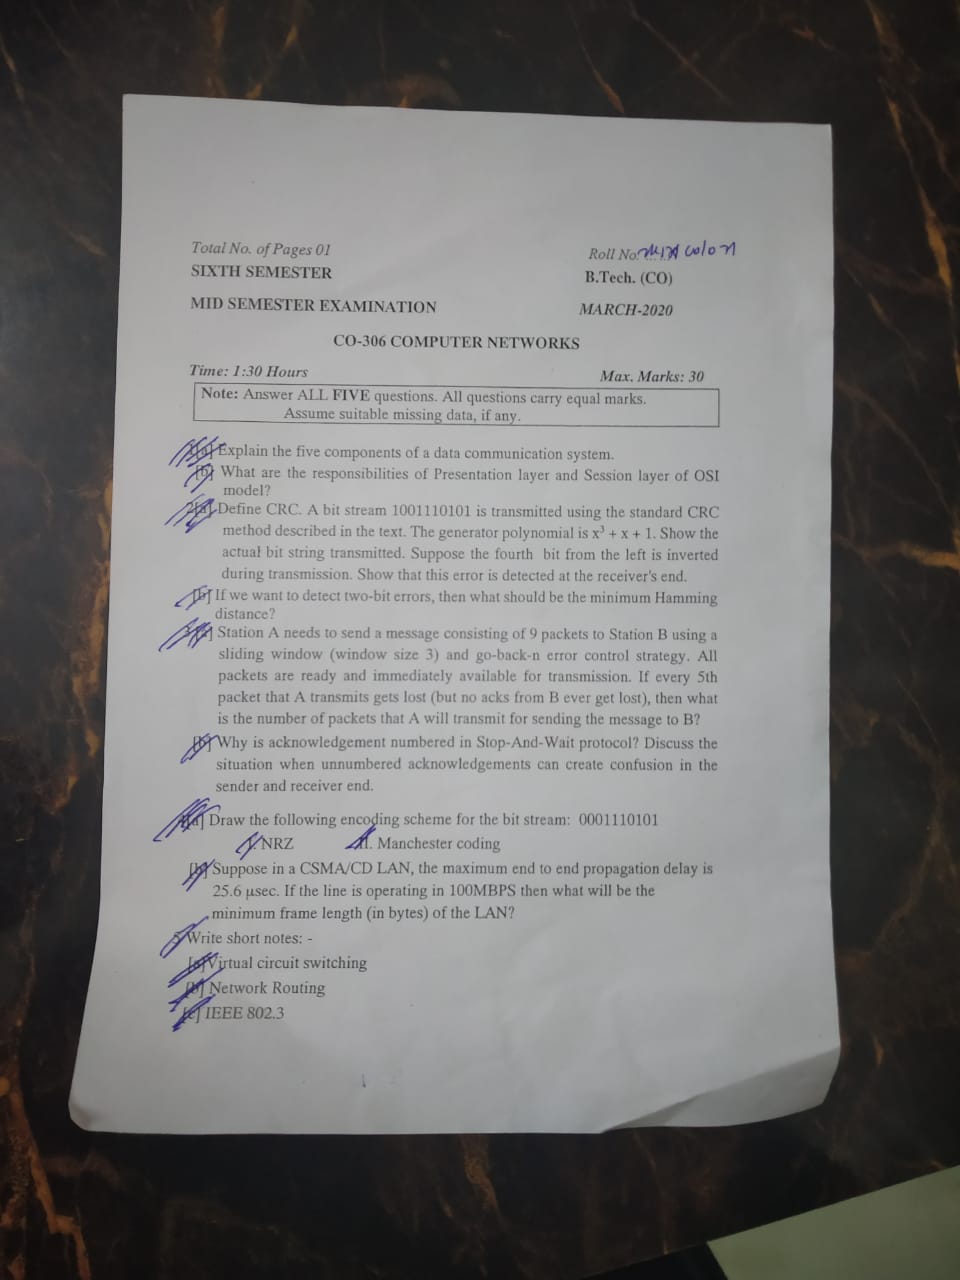 Total No. of Pages 01
Roll No.
SIXTH SEMESTER
B.Tech. (CO)
MID SEMESTER EXAMINATION
MARCH-2020
CO-306 COMPUTER NETWORKS
Time: 1:30 Hours
Max. Marks: 30
Note: Answer ALL FIVE questions. All questions carry equal marks.
Assume suitable missing data, if any.
1[a] Explain the five components of a data communication system.
[b] What are the responsibilities of Presentation layer and Session layer of OSI
model?
2[a] Define CRC. A bit stream 1001110101 is transmitted using the standard CRC
method described in the text. The generator polynomial is x³ + x + 1. Show the
actual bit string transmitted. Suppose the fourth bit from the left is inverted
during transmission. Show that this error is detected at the receiver's end.
[b] If we want to detect two-bit errors, then what should be the minimum Hamming
distance?
3[a] Station A needs to send a message consisting of 9 packets to Station B using a
sliding window (window size 3) and go-back-n error control strategy. All
packets are ready and immediately available for transmission. If every 5th
packet that A transmits gets lost (but no acks from B ever get lost), then what
is the number of packets that A will transmit for sending the message to B?
[b] Why is acknowledgement numbered in Stop-And-Wait protocol? Discuss the
situation when unnumbered acknowledgements can create confusion in the
sender and receiver end.
4[a] Draw the following encoding scheme for the bit stream: 0001110101
I. NRZ II. Manchester coding
[b] Suppose in a CSMA/CD LAN, the maximum end to end propagation delay is
25.6 µsec. If the line is operating in 100MBPS then what will be the
minimum frame length (in bytes) of the LAN?
5 Write short notes: -
[a] Virtual circuit switching
[b] Network Routing
[c] IEEE 802.3